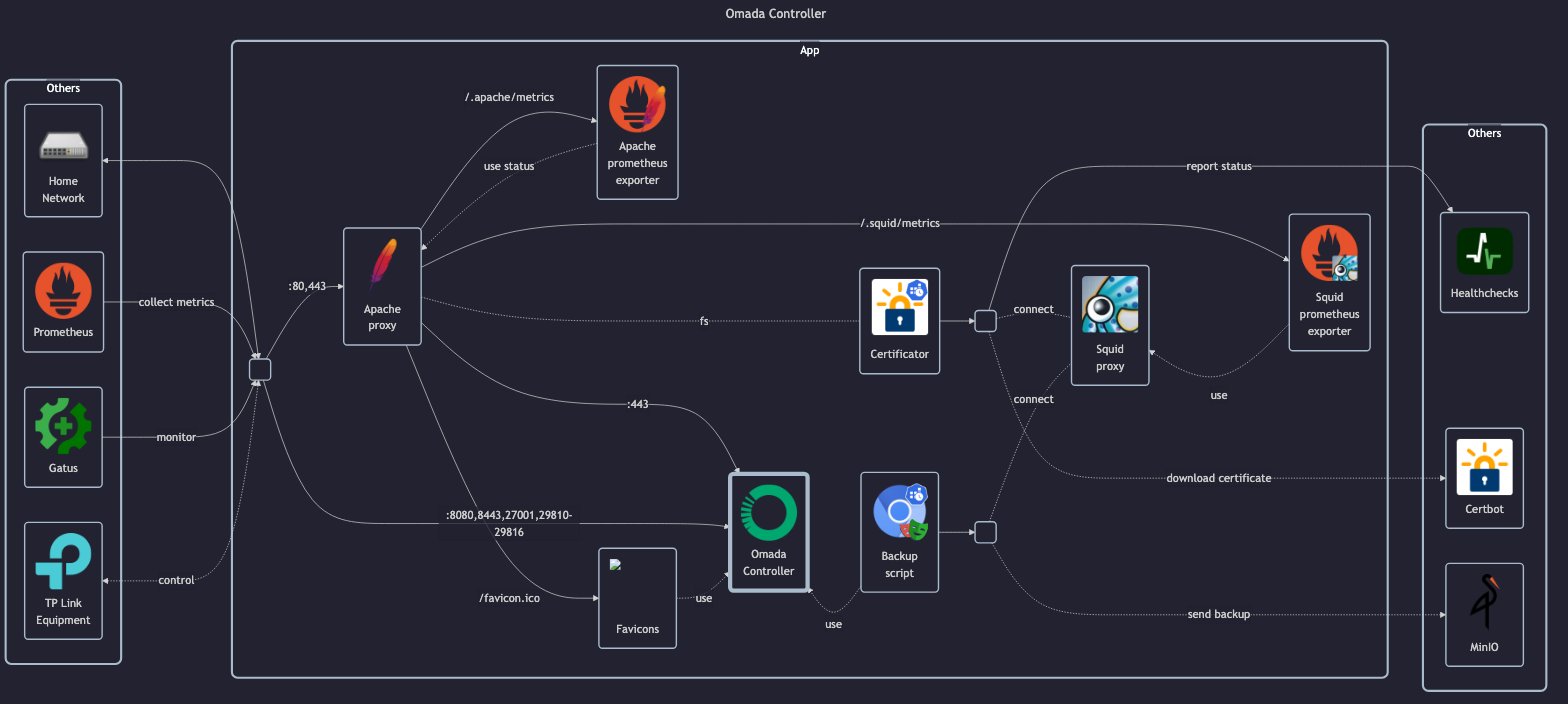 Omada Controller
App
Others
Home
Network
Prometheus
Gatus
TP Link
Equipment
collect metrics
monitor
control
:80,443
Apache
proxy
/.apache/metrics
use status
Apache
prometheus
exporter
/.squid/metrics
fs
:443
:8080,8443,27001,29810-
29816
/favicon.ico
Favicons
use
Omada
Controller
use
Certificator
Backup
script
connect
connect
Squid
proxy
use
Squid
prometheus
exporter
report status
download certificate
send backup
Others
Healthchecks
Certbot
MinIO